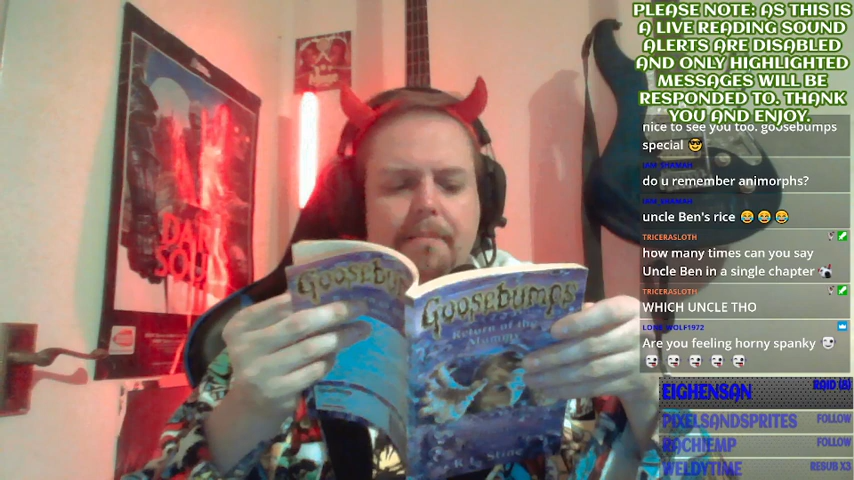 PLEASE NOTE: AS THIS IS
A LIVE READING SOUND
ALERTS ARE DISABLED
AND ONLY HIGHLIGHTED
MESSAGES WILL BE
RESPONDED TO. THANK
YOU AND ENJOY.
nice to see you too. goosebumps
special 😎
IAM_SHAMAH
do u remember animorphs?
IAM_SHAMAH
uncle Ben's rice 😂 😂 😂
TRICERASLOTH
how many times can you say
Uncle Ben in a single chapter
TRICERASLOTH
WHICH UNCLE THO
LONE_WOLF1972
Are you feeling horny spanky
EIGHENSAN RAID (8)
PIXELSANDSPRITES FOLLOW
RACHIEMP FOLLOW
WELDYTIME RESUB X3
DARK
SOULS
GOOSEBUMPS
Goosebumps
Return of the
Mummy
R.L. Stine